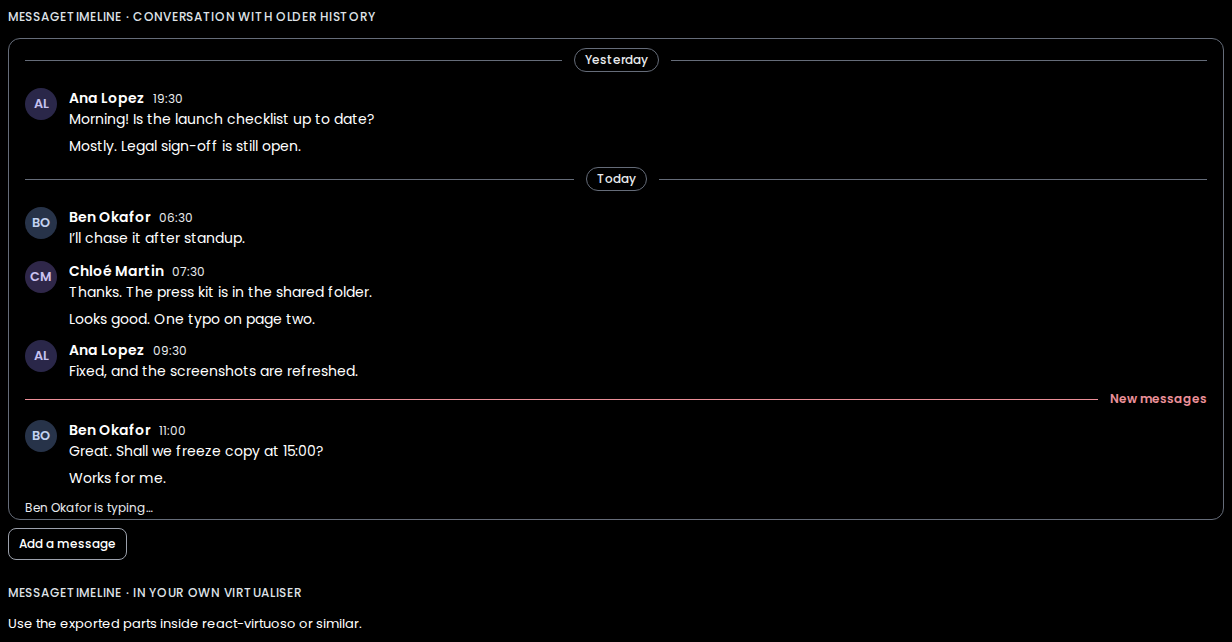 MESSAGETIMELINE · CONVERSATION WITH OLDER HISTORY
Yesterday
AL
Ana Lopez 19:30
Morning! Is the launch checklist up to date?
Mostly. Legal sign-off is still open.
Today
BO
Ben Okafor 06:30
I’ll chase it after standup.
CM
Chloé Martin 07:30
Thanks. The press kit is in the shared folder.
Looks good. One typo on page two.
AL
Ana Lopez 09:30
Fixed, and the screenshots are refreshed.
New messages
BO
Ben Okafor 11:00
Great. Shall we freeze copy at 15:00?
Works for me.
Ben Okafor is typing…
Add a message
MESSAGETIMELINE · IN YOUR OWN VIRTUALISER
Use the exported parts inside react-virtuoso or similar.